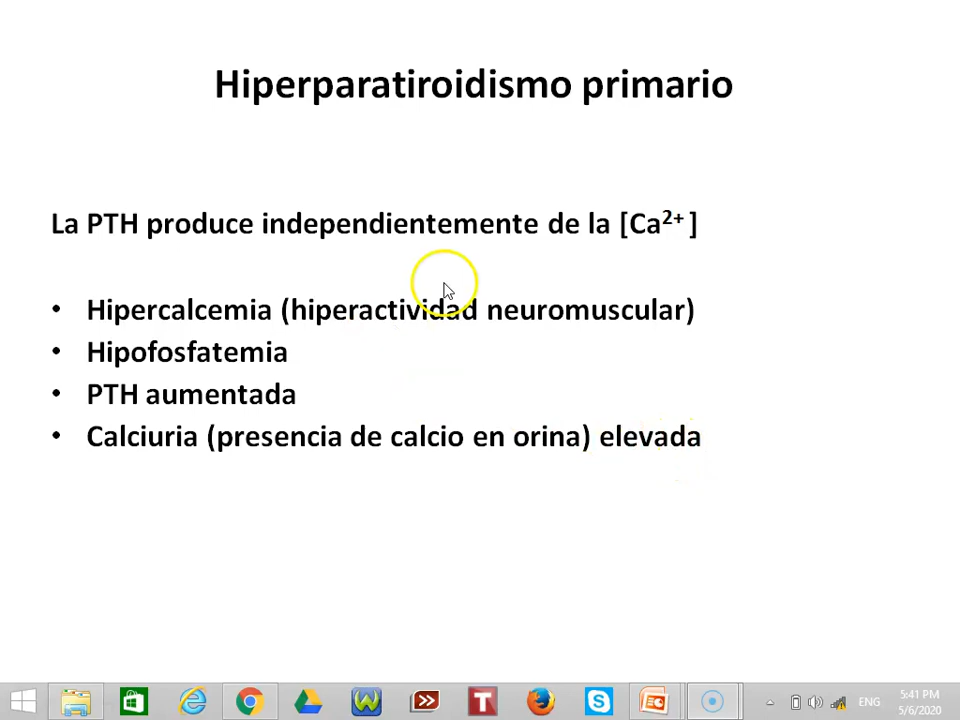 Hiperparatiroidismo primario
La PTH produce independientemente de la [Ca²⁺ ]
• Hipercalcemia (hiperactividad neuromuscular)
• Hipofosfatemia
• PTH aumentada
• Calciuria (presencia de calcio en orina) elevada
ENG
5:41 PM
5/6/2020